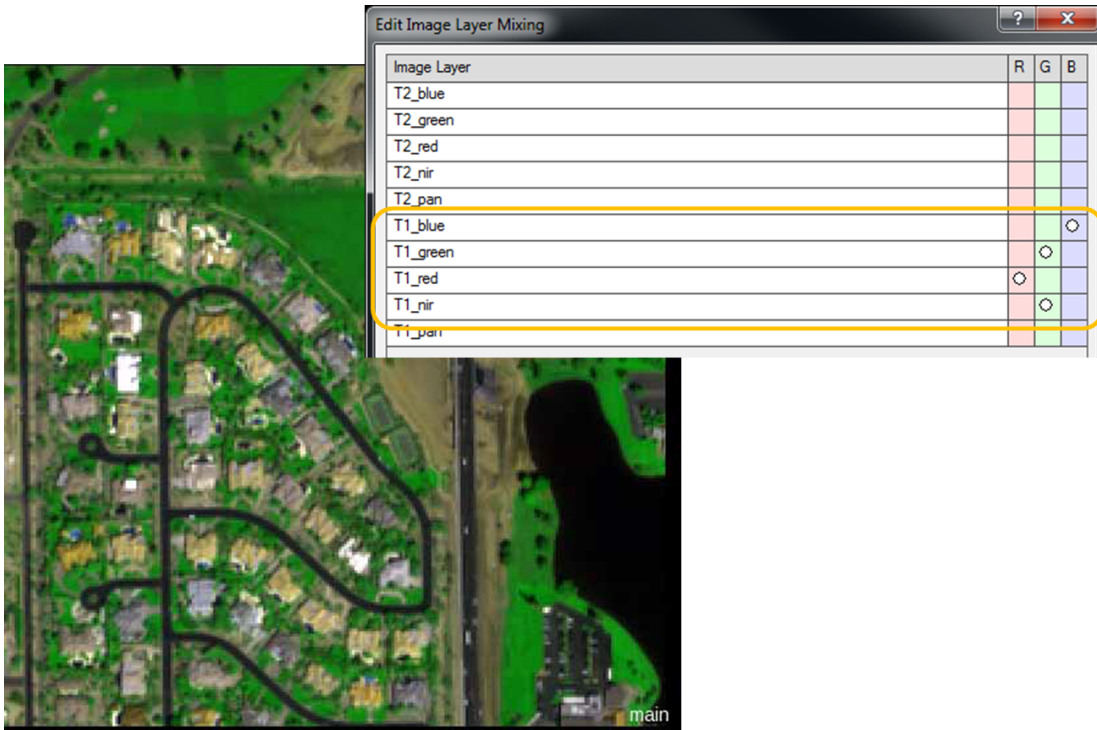 Edit Image Layer Mixing
? X
Image Layer R G B
T2_blue
T2_green
T2_red
T2_nir
T2_pan
T1_blue
T1_green
T1_red
T1_nir
T1_pan
main